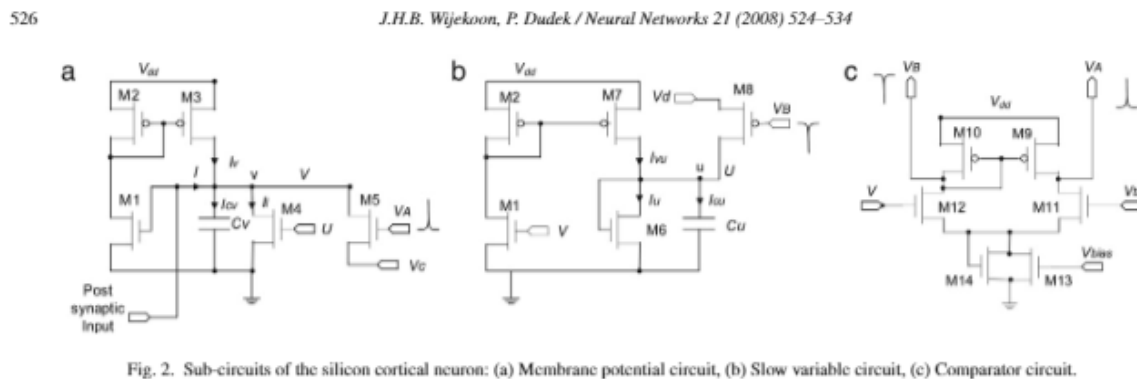 526
J.H.B. Wijekoon, P. Dudek / Neural Networks 21 (2008) 524–534
a
Vdd
M2
M3
Iv
I
v
V
M1
ICv
Cv
Ii
M4
U
M5
VA
Vc
Post
synaptic
Input
b
Vdd
M2
M7
Vd
M8
VB
Ivu
u
U
M1
V
Iu
M6
ICu
Cu
c
VB
VA
Vdd
M10
M9
V
M12
M11
Vbias
M14
M13
Fig. 2. Sub-circuits of the silicon cortical neuron: (a) Membrane potential circuit, (b) Slow variable circuit, (c) Comparator circuit.